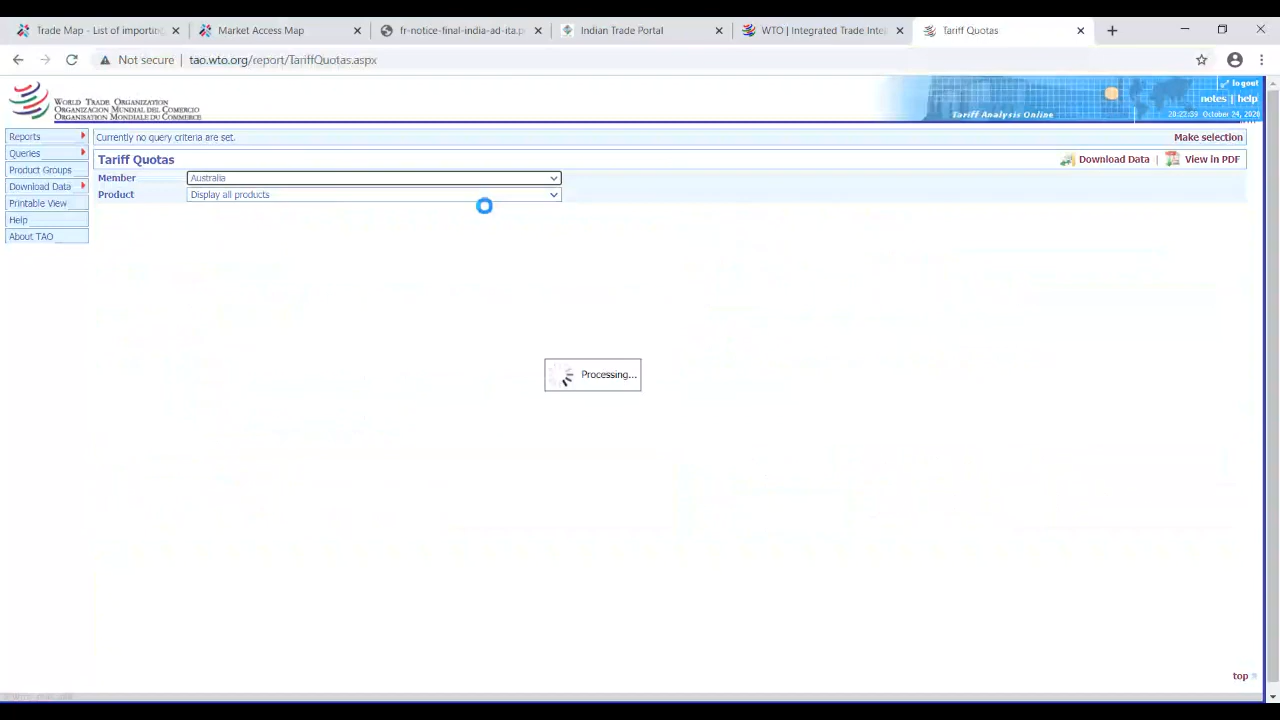 Trade Map - List of importing
Market Access Map
fr-notice-final-india-ad-ita.p
Indian Trade Portal
WTO | Integrated Trade Intel
Tariff Quotas
Not secure
tao.wto.org/report/TariffQuotas.aspx
WORLD TRADE ORGANIZATION
ORGANIZACION MUNDIAL DEL COMERCIO
ORGANISATION MONDIALE DU COMMERCE
logout
notes | help
Tariff Analysis Online
October 24, 2020
Reports
Queries
Product Groups
Download Data
Printable View
Help
About TAO
Currently no query criteria are set.
Make selection
Tariff Quotas
Download Data | View in PDF
Member
Australia
Product
Display all products
Processing...
top